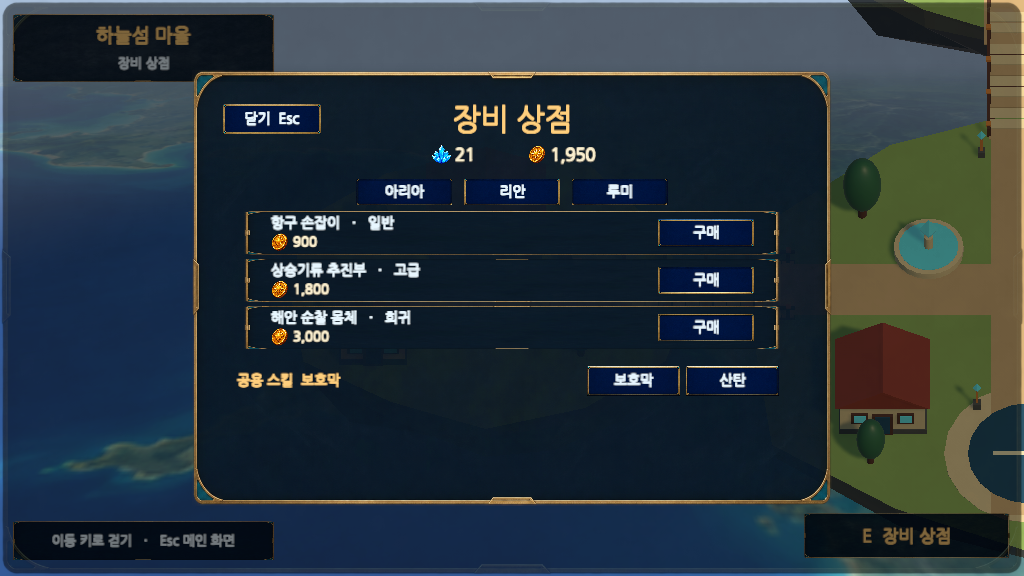 하늘섬 마을
장비 상점
닫기 Esc
장비 상점
21 1,950
아리아 리안 루미
항구 손잡이 · 일반
900
구매
상승기류 추진부 · 고급
1,800
구매
해안 순찰 몸체 · 희귀
3,000
구매
공용 스킬 보호막
보호막 산탄
이동 키로 걷기 · Esc 메인 화면
E 장비 상점